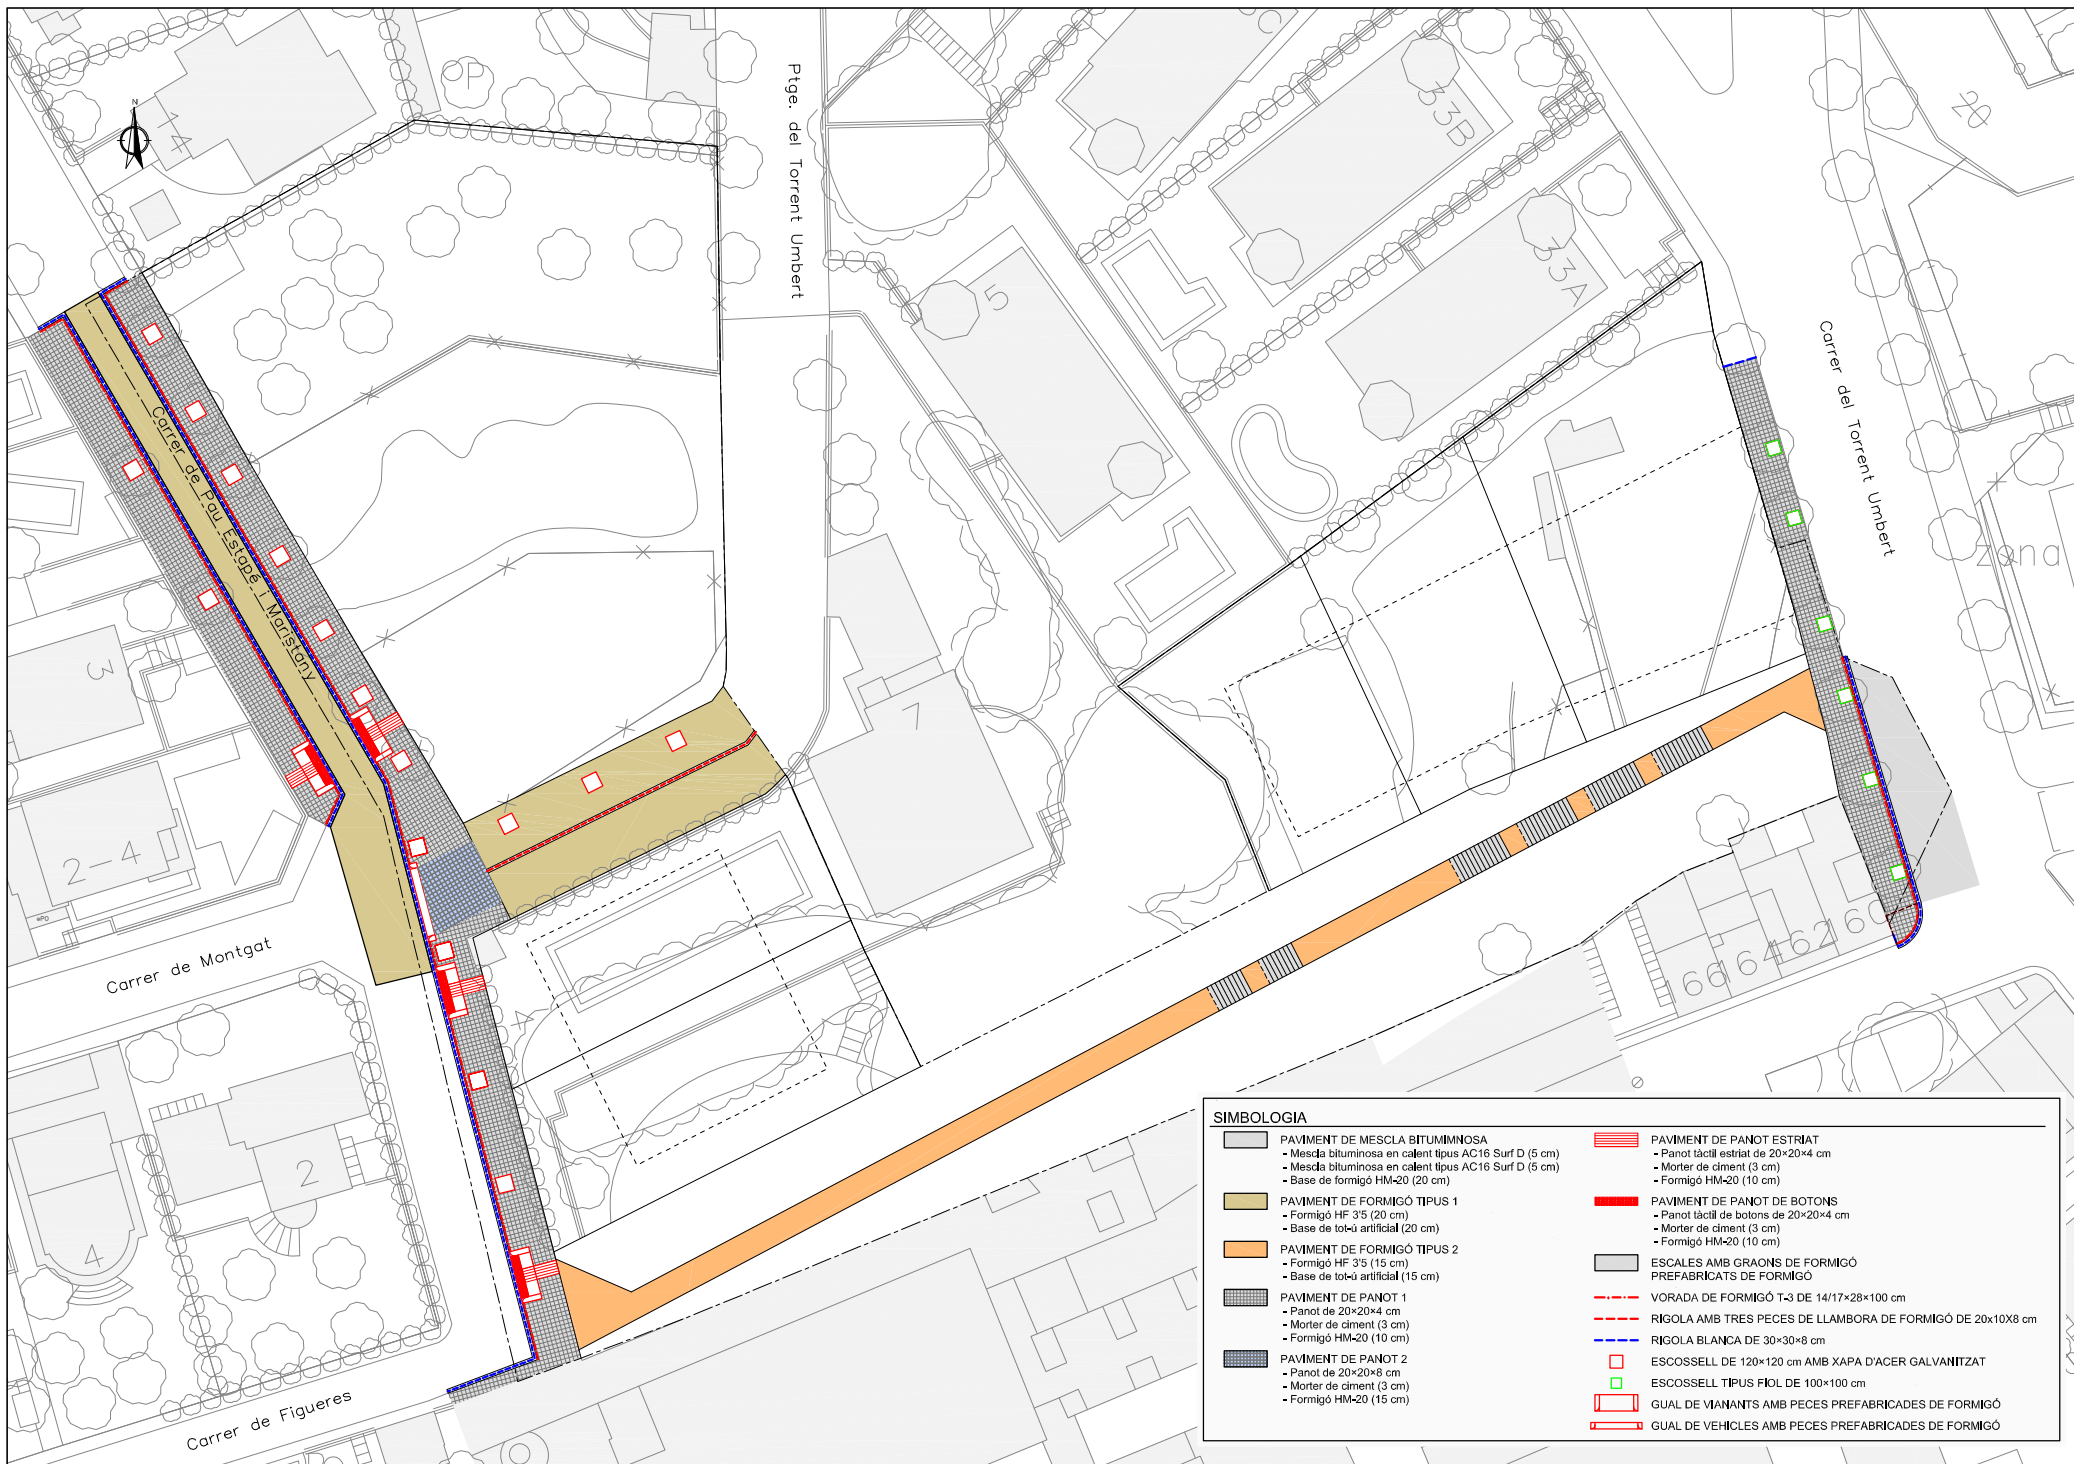 N
14
P
Ptge. del Torrent Umbert
33B
33A
28
5
Carrer del Torrent Umbert
zona
Carrer de Pau Estapé i Maristany
3
7
2-4
Carrer de Montgat
66646260
4
2
4
Carrer de Figueres
SIMBOLOGIA
PAVIMENT DE MESCLA BITUMIMNOSA
- Mescla bituminosa en calent tipus AC16 Surf D (5 cm)
- Mescla bituminosa en calent tipus AC16 Surf D (5 cm)
- Base de formigó HM-20 (20 cm)
PAVIMENT DE FORMIGÓ TIPUS 1
- Formigó HF 3'5 (20 cm)
- Base de tot-ú artificial (20 cm)
PAVIMENT DE FORMIGÓ TIPUS 2
- Formigó HF 3'5 (15 cm)
- Base de tot-ú artificial (15 cm)
PAVIMENT DE PANOT 1
- Panot de 20×20×4 cm
- Morter de ciment (3 cm)
- Formigó HM-20 (10 cm)
PAVIMENT DE PANOT 2
- Panot de 20×20×8 cm
- Morter de ciment (3 cm)
- Formigó HM-20 (15 cm)
PAVIMENT DE PANOT ESTRIAT
- Panot tàctil estriat de 20×20×4 cm
- Morter de ciment (3 cm)
- Formigó HM-20 (10 cm)
PAVIMENT DE PANOT DE BOTONS
- Panot tàctil de botons de 20×20×4 cm
- Morter de ciment (3 cm)
- Formigó HM-20 (10 cm)
ESCALES AMB GRAONS DE FORMIGÓ
PREFABRICATS DE FORMIGÓ
VORADA DE FORMIGÓ T-3 DE 14/17×28×100 cm
RIGOLA AMB TRES PECES DE LLAMBORA DE FORMIGÓ DE 20x10X8 cm
RIGOLA BLANCA DE 30×30×8 cm
ESCOSSELL DE 120×120 cm AMB XAPA D'ACER GALVANITZAT
ESCOSSELL TIPUS FIOL DE 100×100 cm
GUAL DE VIANANTS AMB PECES PREFABRICADES DE FORMIGÓ
GUAL DE VEHICLES AMB PECES PREFABRICADES DE FORMIGÓ